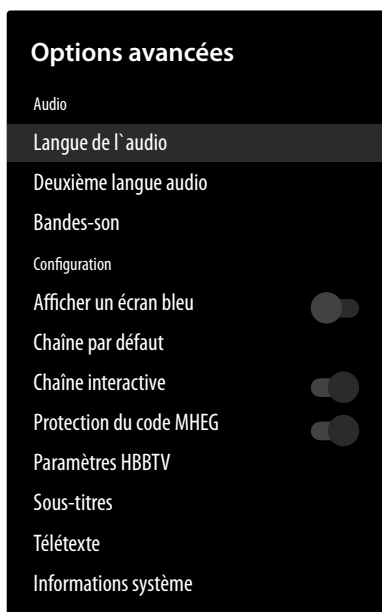 Options avancées
Audio
Langue de l`audio
Deuxième langue audio
Bandes-son
Configuration
Afficher un écran bleu
Chaîne par défaut
Chaîne interactive
Protection du code MHEG
Paramètres HBBTV
Sous-titres
Télétexte
Informations système